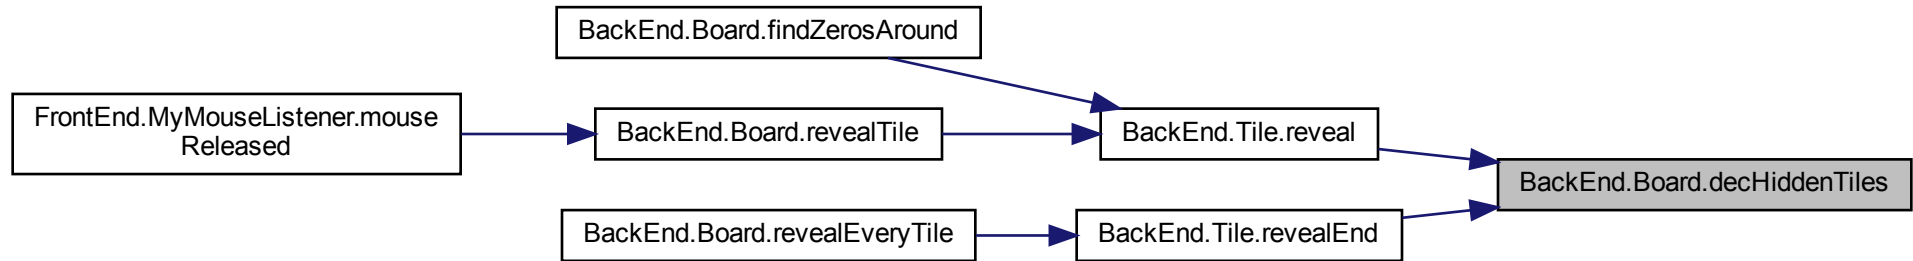 BackEnd.Board.findZerosAround
FrontEnd.MyMouseListener.mouse
Released
BackEnd.Board.revealTile
BackEnd.Tile.reveal
BackEnd.Board.decHiddenTiles
BackEnd.Board.revealEveryTile
BackEnd.Tile.revealEnd